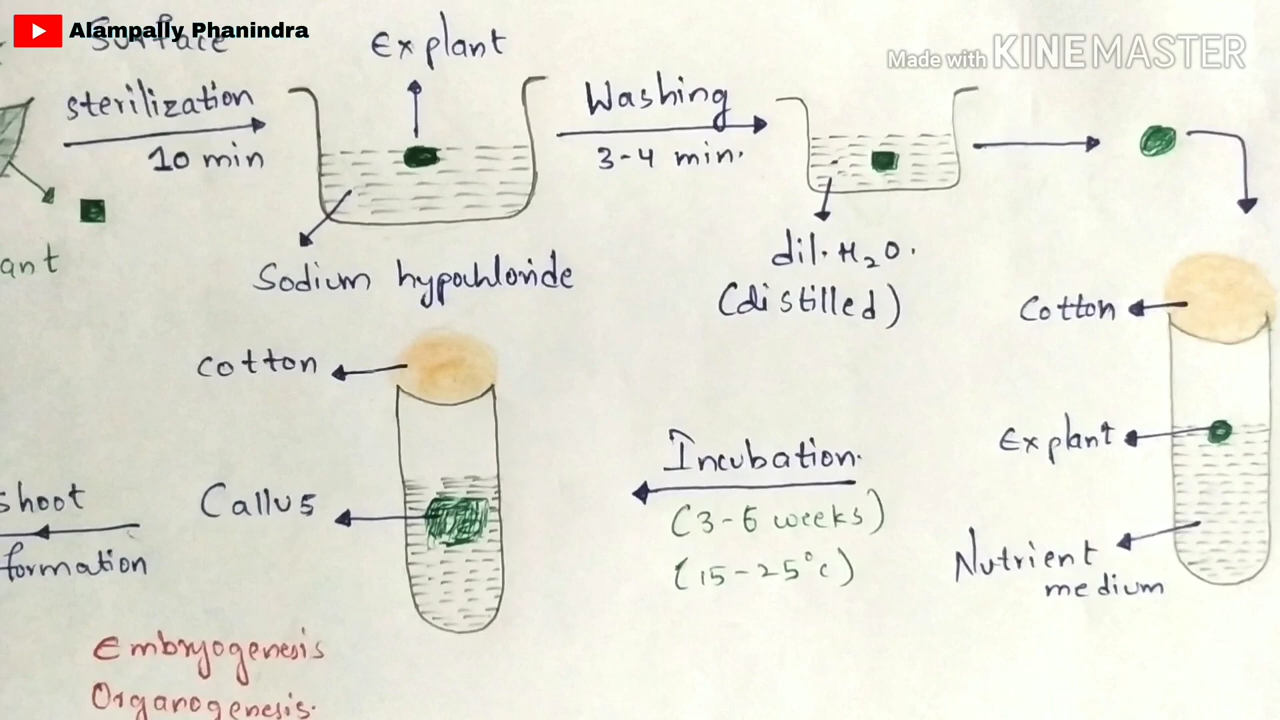 Alampally Phanindra
Made with KINEMASTER
Surface
sterilization
10 min
Explant
Washing
3-4 min.
ant
Sodium hypochloride
dil. H2O.
(distilled)
Cotton
cotton
Explant
Incubation.
(3-6 weeks)
(15-25°c)
Nutrient
medium
Callus
shoot
formation
Embryogenesis
Organogenesis.